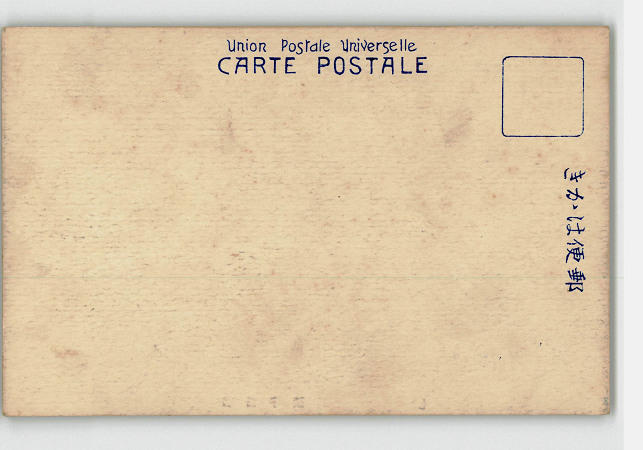 Union Postale Universelle
CARTE POSTALE
郵便はかき